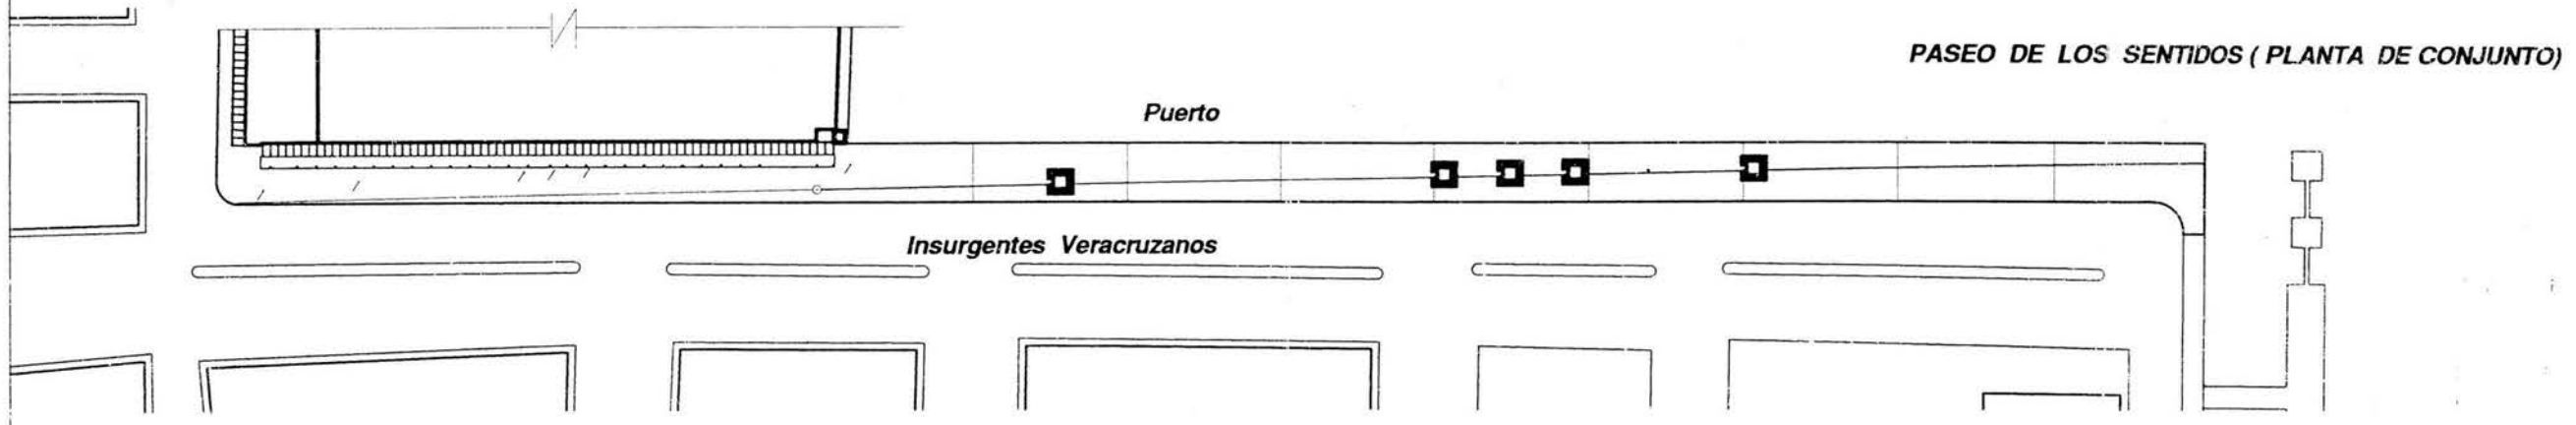 PASEO DE LOS SENTIDOS ( PLANTA DE CONJUNTO)
Puerto
Insurgentes Veracruzanos